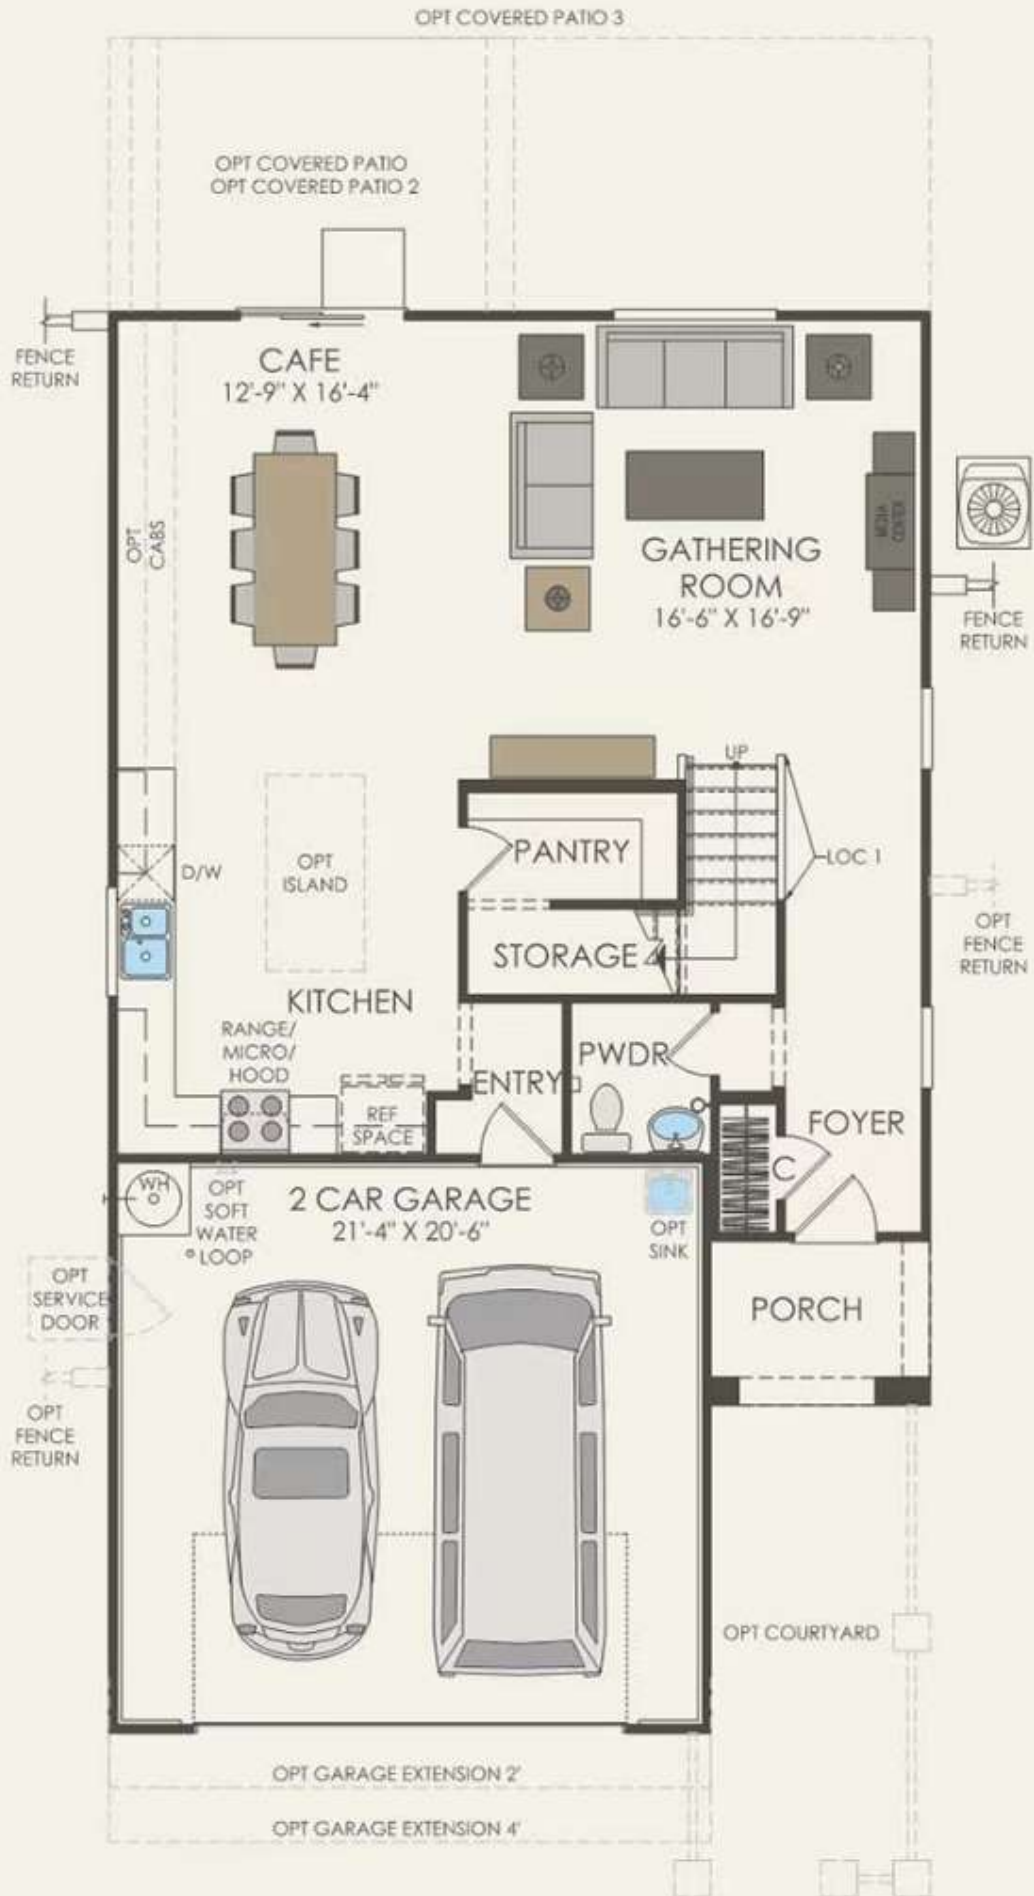 OPT COVERED PATIO 3
OPT COVERED PATIO
OPT COVERED PATIO 2
FENCE
RETURN
CAFE
12'-9" X 16'-4"
OPT
CABS
MEDIA
CENTER
GATHERING
ROOM
16'-6" X 16'-9"
FENCE
RETURN
UP
PANTRY
LOC 1
D/W
OPT
ISLAND
OPT
FENCE
RETURN
STORAGE
KITCHEN
RANGE/
MICRO/
HOOD
REF
SPACE
ENTRY
PWDR
FOYER
C
WH
OPT
SOFT
WATER
LOOP
2 CAR GARAGE
21'-4" X 20'-6"
OPT
SINK
OPT
SERVICE
DOOR
PORCH
OPT
FENCE
RETURN
OPT COURTYARD
OPT GARAGE EXTENSION 2'
OPT GARAGE EXTENSION 4'